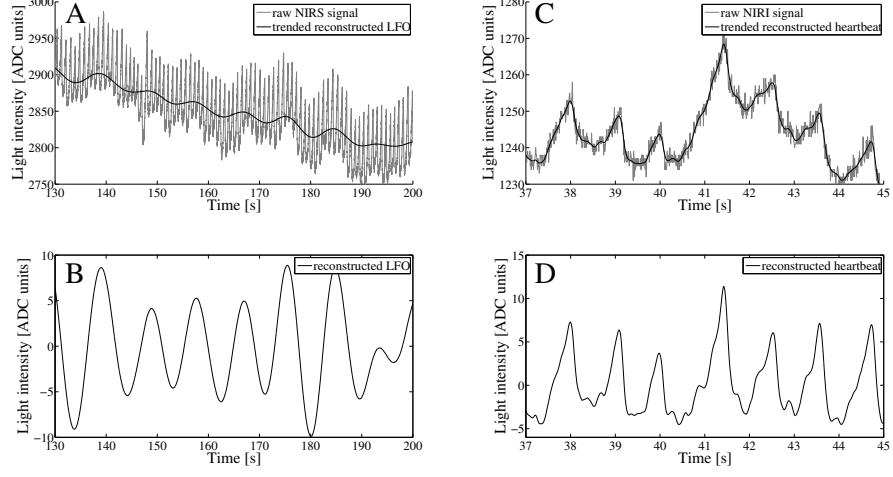 A
raw NIRS signal
trended reconstructed LFO
Light intensity [ADC units]
3000
2950
2900
2850
2800
2750
130 140 150 160 170 180 190 200
Time [s]
C
raw NIRI signal
trended reconstructed heartbeat
Light intensity [ADC units]
1280
1270
1260
1250
1240
1230
37 38 39 40 41 42 43 44 45
Time [s]
B
reconstructed LFO
Light intensity [ADC units]
10
5
0
−5
−10
130 140 150 160 170 180 190 200
Time [s]
D
reconstructed heartbeat
Light intensity [ADC units]
15
10
5
0
−5
37 38 39 40 41 42 43 44 45
Time [s]